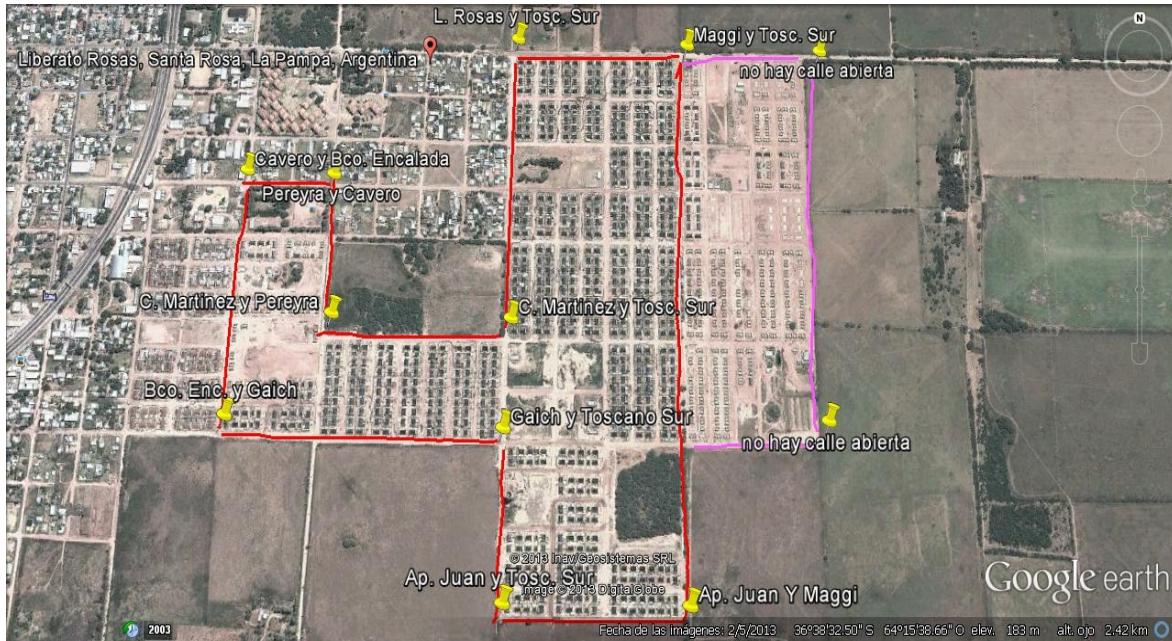 L. Rosas y Tosc. Sur
Maggi y Tosc. Sur
Liberato Rosas, Santa Rosa, La Pampa, Argentina
no hay calle abierta
N
Cavero y Bco. Encalada
Pereyra y Cavero
C. Martinez y Pereyra
C. Martinez y Tosc. Sur
Bco. Enc. y Gaich
Gaich y Toscano Sur
no hay calle abierta
© 2013 Inav/Geosistemas SRL
Ap. Juan y Tosc. Sur
Image © 2013 DigitalGlobe
Ap. Juan Y Maggi
Google earth
2003
Fecha de las imágenes: 2/5/2013 36°38'32.50" S 64°15'38.66" O elev. 183 m alt. ojo 2.42 km